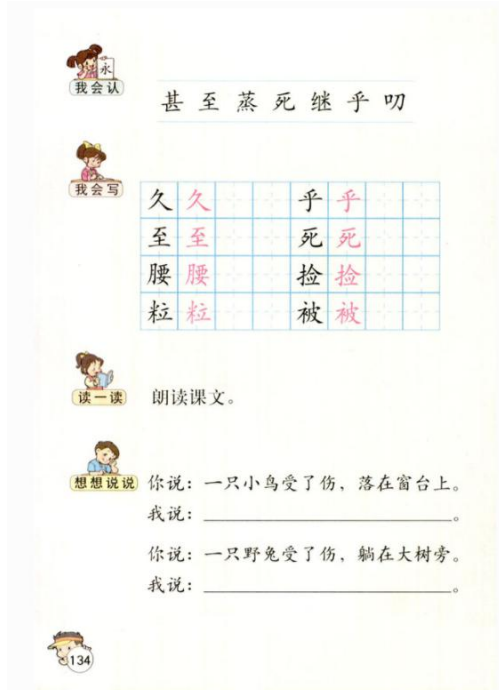 永
我会认
甚 至 蒸 死 继 乎 叨
我会写
久 久 乎 乎
至 至 死 死
腰 腰 捡 捡
粒 粒 被 被
读一读
朗读课文。
想想说说
你说：一只小鸟受了伤，落在窗台上。
我说：____________________。
你说：一只野兔受了伤，躺在大树旁。
我说：____________________。
134